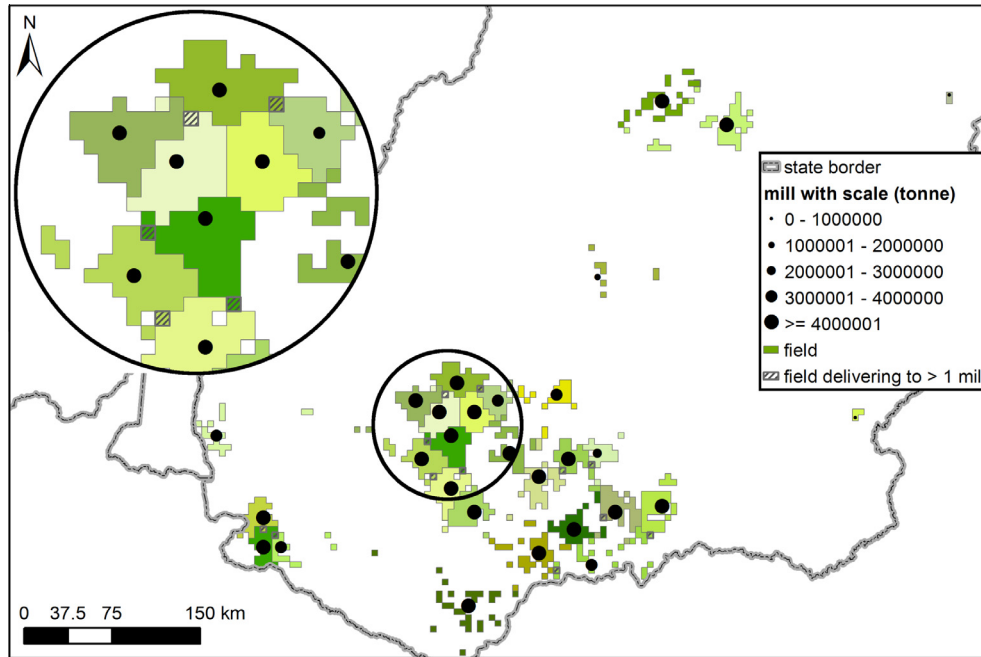 N
state border
mill with scale (tonne)
0 - 1000000
1000001 - 2000000
2000001 - 3000000
3000001 - 4000000
>= 4000001
field
field delivering to > 1 mil
0 37.5 75 150 km